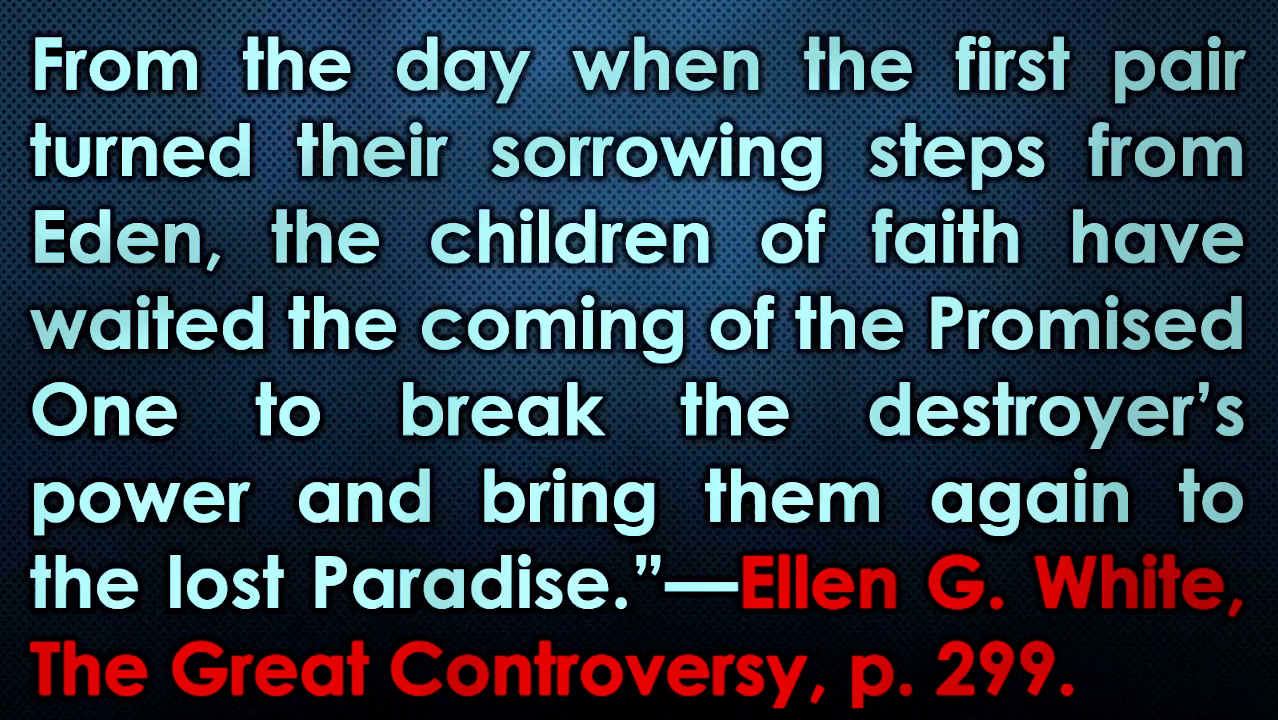 From the day when the first pair
turned their sorrowing steps from
Eden, the children of faith have
waited the coming of the Promised
One to break the destroyer’s
power and bring them again to
the lost Paradise.”—Ellen G. White,
The Great Controversy, p. 299.